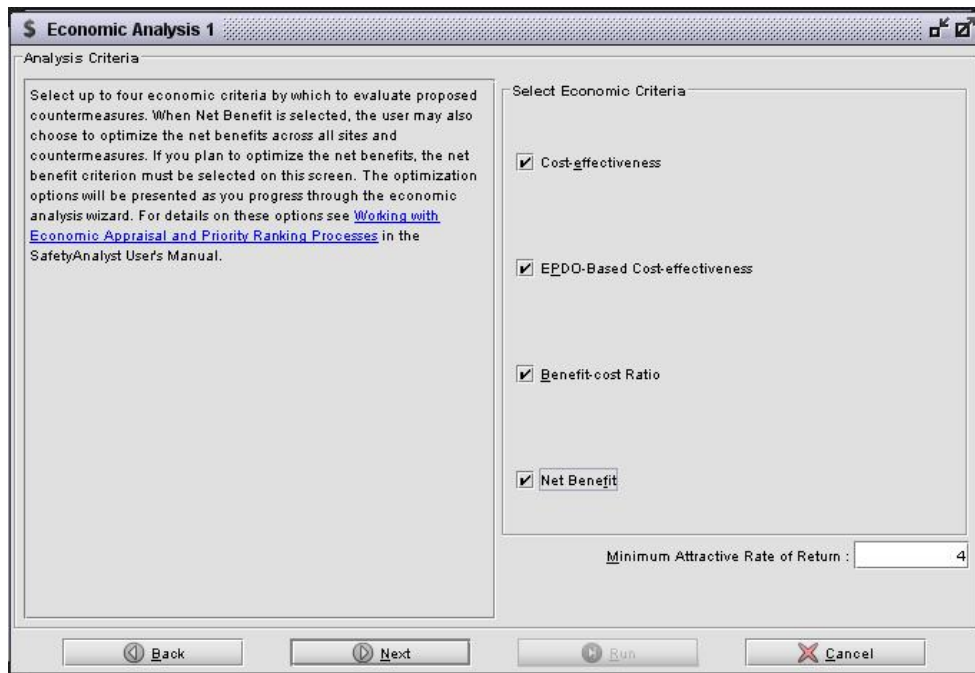 $ Economic Analysis 1
Analysis Criteria
Select up to four economic criteria by which to evaluate proposed
countermeasures. When Net Benefit is selected, the user may also
choose to optimize the net benefits across all sites and
countermeasures. If you plan to optimize the net benefits, the net
benefit criterion must be selected on this screen. The optimization
options will be presented as you progress through the economic
analysis wizard. For details on these options see Working with
Economic Appraisal and Priority Ranking Processes in the
SafetyAnalyst User's Manual.
Select Economic Criteria
Cost-effectiveness
EPDO-Based Cost-effectiveness
Benefit-cost Ratio
Net Benefit
Minimum Attractive Rate of Return : 4
Back
Next
Run
Cancel